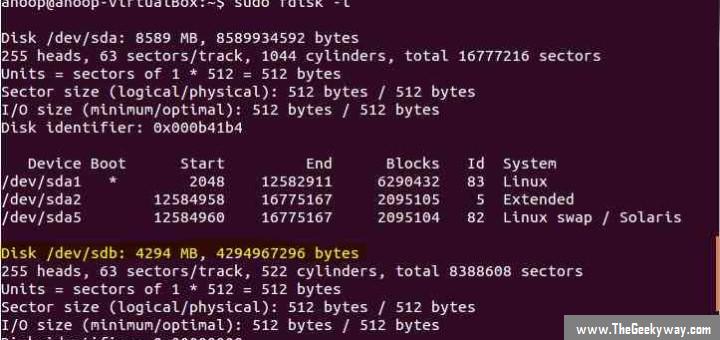 anoop@anoop-VirtualBox:~$ sudo fdisk -l
Disk /dev/sda: 8589 MB, 8589934592 bytes
255 heads, 63 sectors/track, 1044 cylinders, total 16777216 sectors
Units = sectors of 1 * 512 = 512 bytes
Sector size (logical/physical): 512 bytes / 512 bytes
I/O size (minimum/optimal): 512 bytes / 512 bytes
Disk identifier: 0x000b41b4
Device Boot Start End Blocks Id System
/dev/sda1 * 2048 12582911 6290432 83 Linux
/dev/sda2 12584958 16775167 2095105 5 Extended
/dev/sda5 12584960 16775167 2095104 82 Linux swap / Solaris
Disk /dev/sdb: 4294 MB, 4294967296 bytes
255 heads, 63 sectors/track, 522 cylinders, total 8388608 sectors
Units = sectors of 1 * 512 = 512 bytes
Sector size (logical/physical): 512 bytes / 512 bytes
I/O size (minimum/optimal): 512 bytes / 512 bytes
Disk identifier:
www.TheGeekyway.com